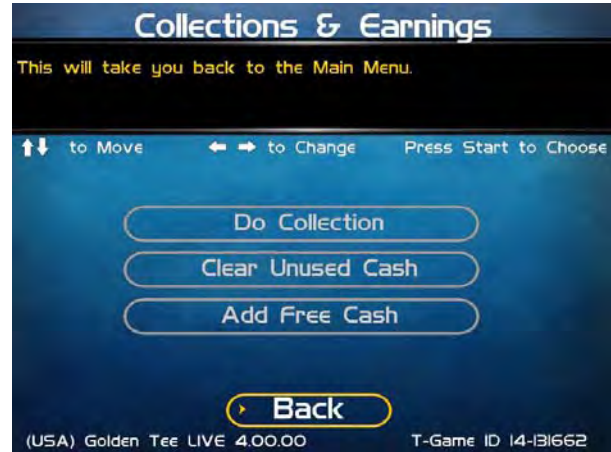 Collections & Earnings
This will take you back to the Main Menu.
to Move to Change Press Start to Choose
Do Collection
Clear Unused Cash
Add Free Cash
Back
(USA) Golden Tee LIVE 4.00.00 T-Game ID 14-131662